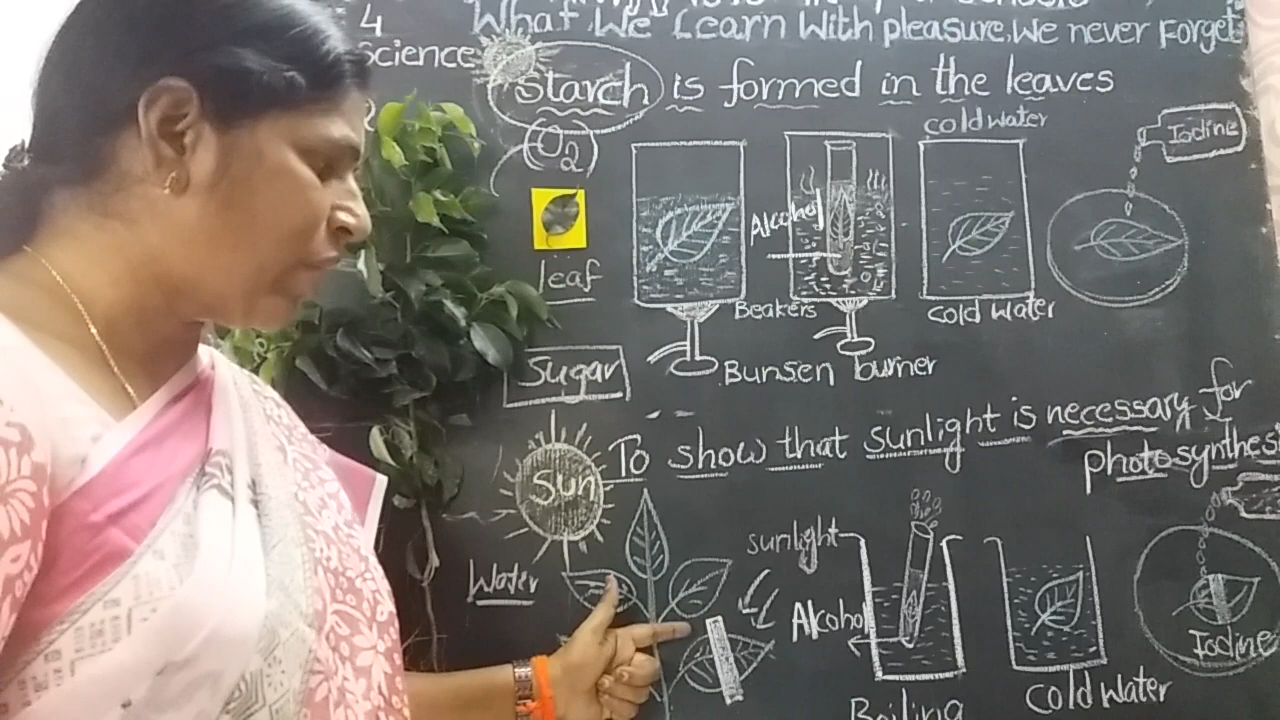 4
What We Learn With pleasure. We never Forget
Science
Starch is formed in the leaves
O2
cold water
Iodine
Alcohol
leaf
Beakers
cold water
Bunsen burner
Sugar
To show that sunlight is necessary for
photosynthesi
Sun
sunlight
Water
Alcohol
Iodine
Boiling
Cold Water